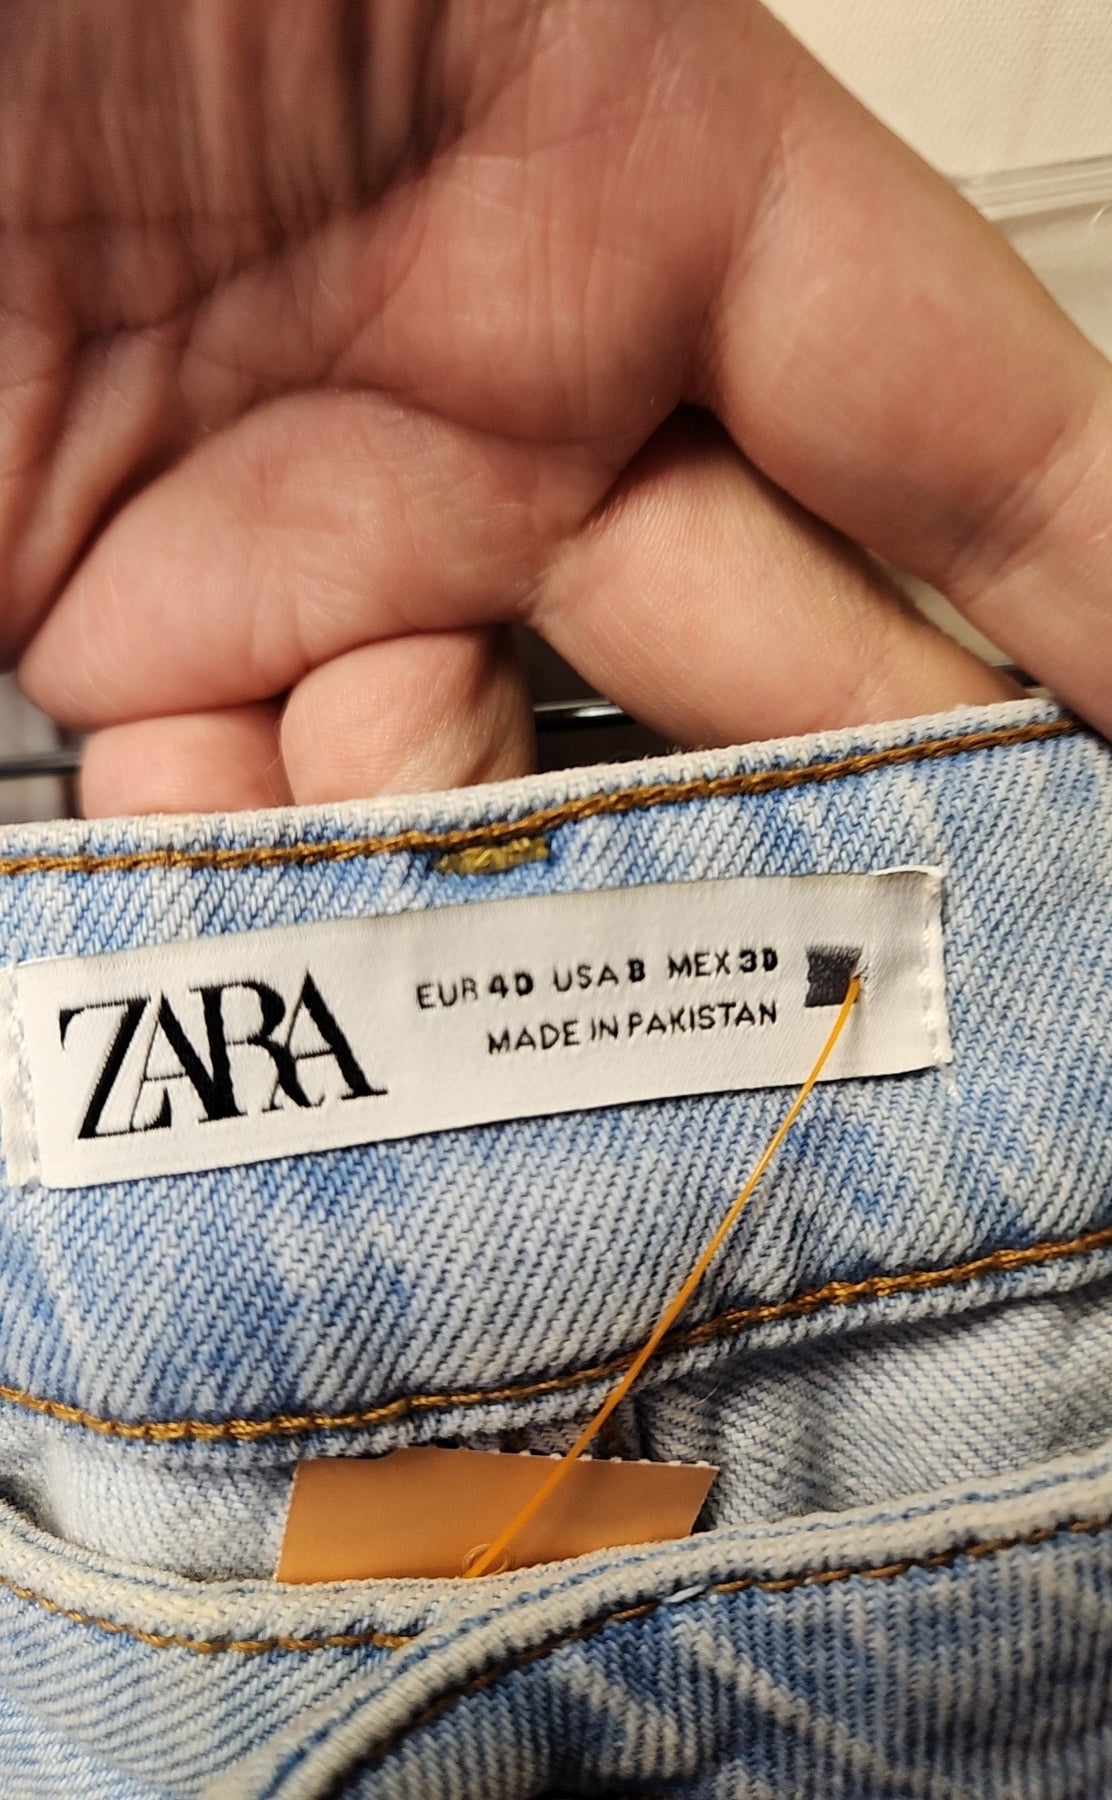 ZARA
EUR 40 USA 8 MEX 30
MADE IN PAKISTAN